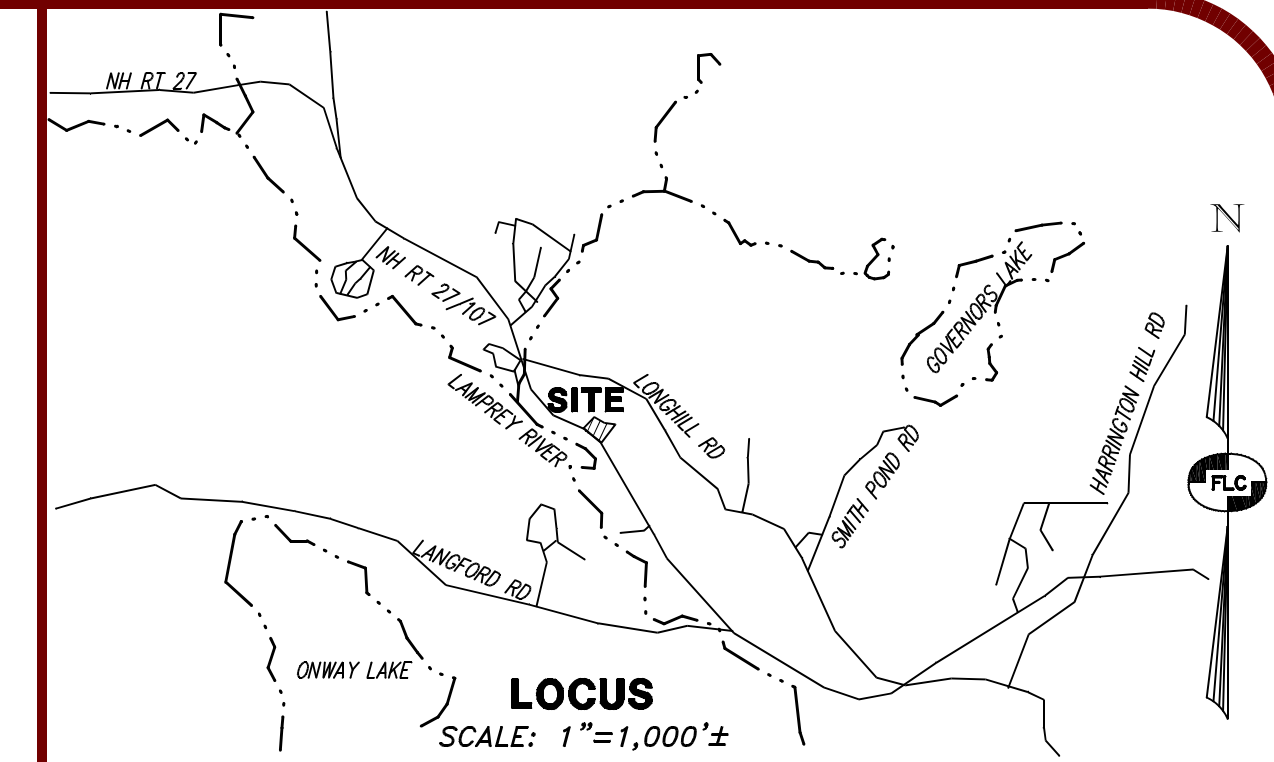 NH RT 27
N
NH RT 27/107
GOVERNORS LAKE
HARRINGTON HILL RD
LAMPREY RIVER
SITE
LONGHILL RD
SMITH POND RD
FLC
LANGFORD RD
ONWAY LAKE
LOCUS
SCALE: 1"=1,000'±